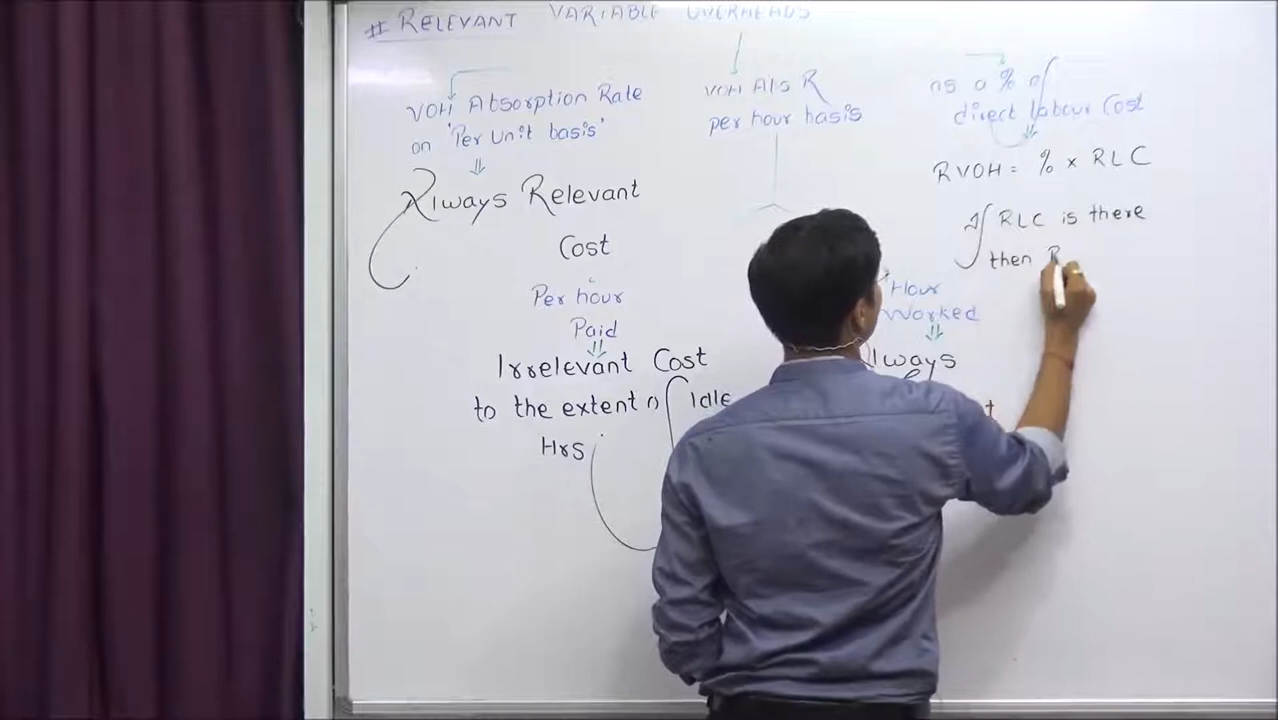 # RELEVANT VARIABLE OVERHEADS
VOH Absorption Rate
on 'Per Unit basis'
Always Relevant
Cost
Per hour
Paid
Irrelevant Cost
to the extent of Idle
Hrs
VOH Abs R
per hour basis
Hour
Worked
as a % of
direct labour Cost
RVOH = % × RLC
If RLC is there
then R